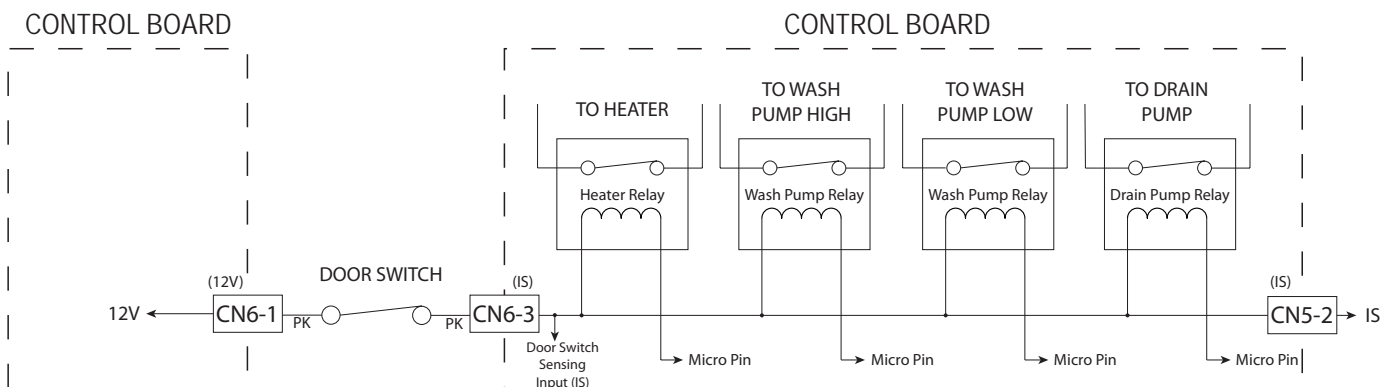 CONTROL BOARD
CONTROL BOARD
TO HEATER
TO WASH
PUMP HIGH
TO WASH
PUMP LOW
TO DRAIN
PUMP
Heater Relay
Wash Pump Relay
Wash Pump Relay
Drain Pump Relay
12V
(12V)
CN6-1
PK
DOOR SWITCH
PK
(IS)
CN6-3
Door Switch
Sensing
Input (IS)
Micro Pin
Micro Pin
Micro Pin
Micro Pin
(IS)
CN5-2
IS